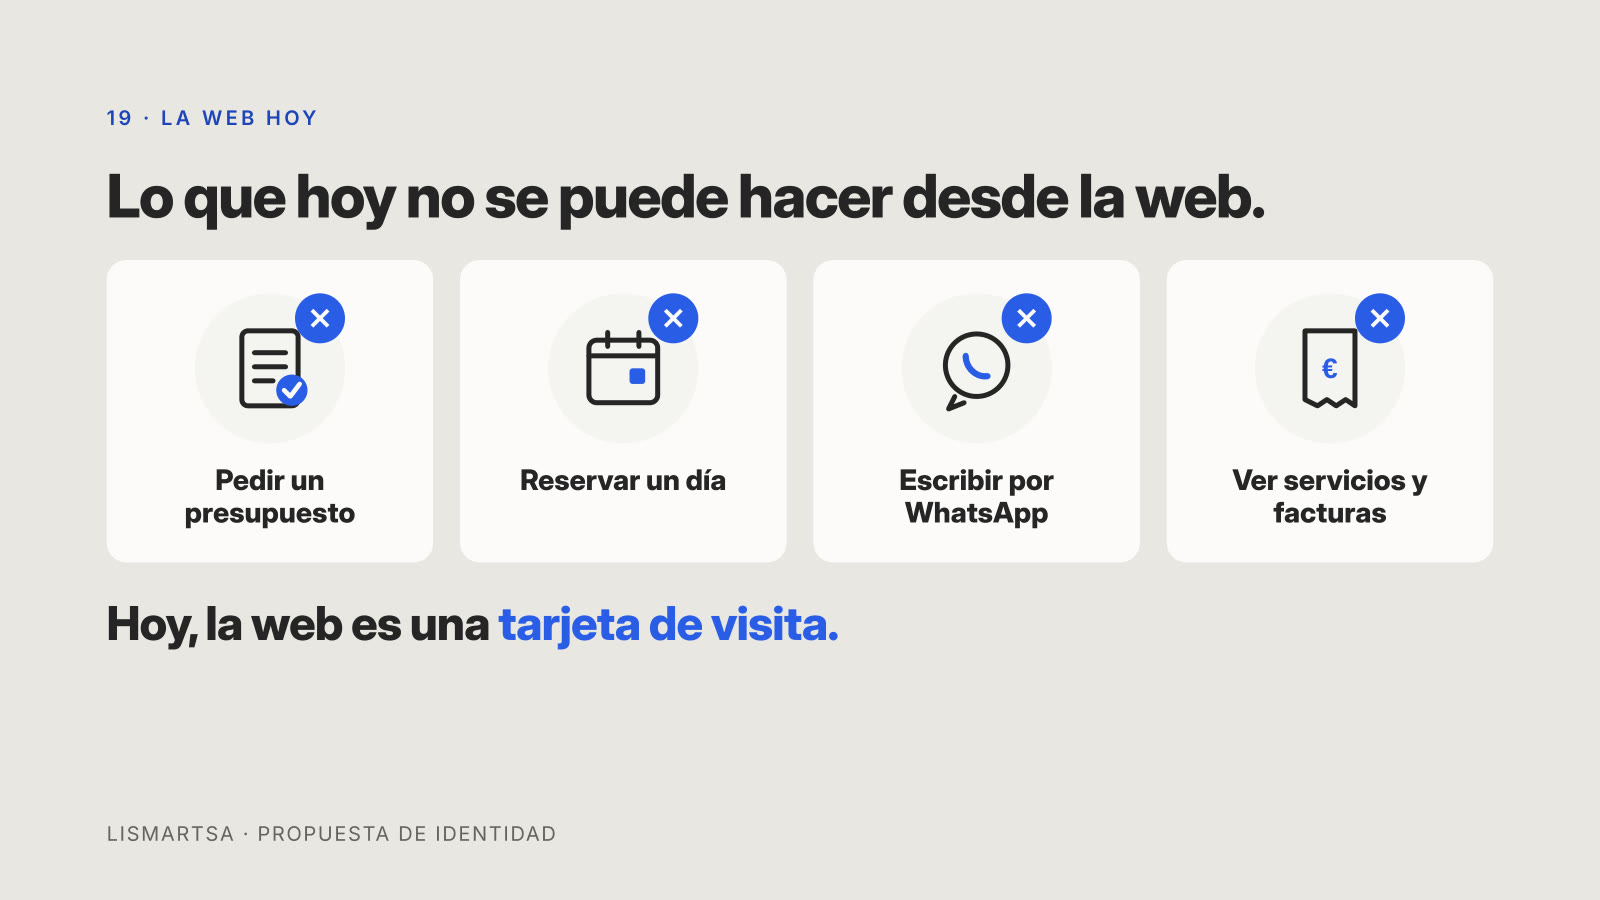 19 · LA WEB HOY
Lo que hoy no se puede hacer desde la web.
Pedir un
presupuesto
Reservar un día
Escribir por
WhatsApp
€
Ver servicios y
facturas
Hoy, la web es una tarjeta de visita.
LISMARTSA · PROPUESTA DE IDENTIDAD